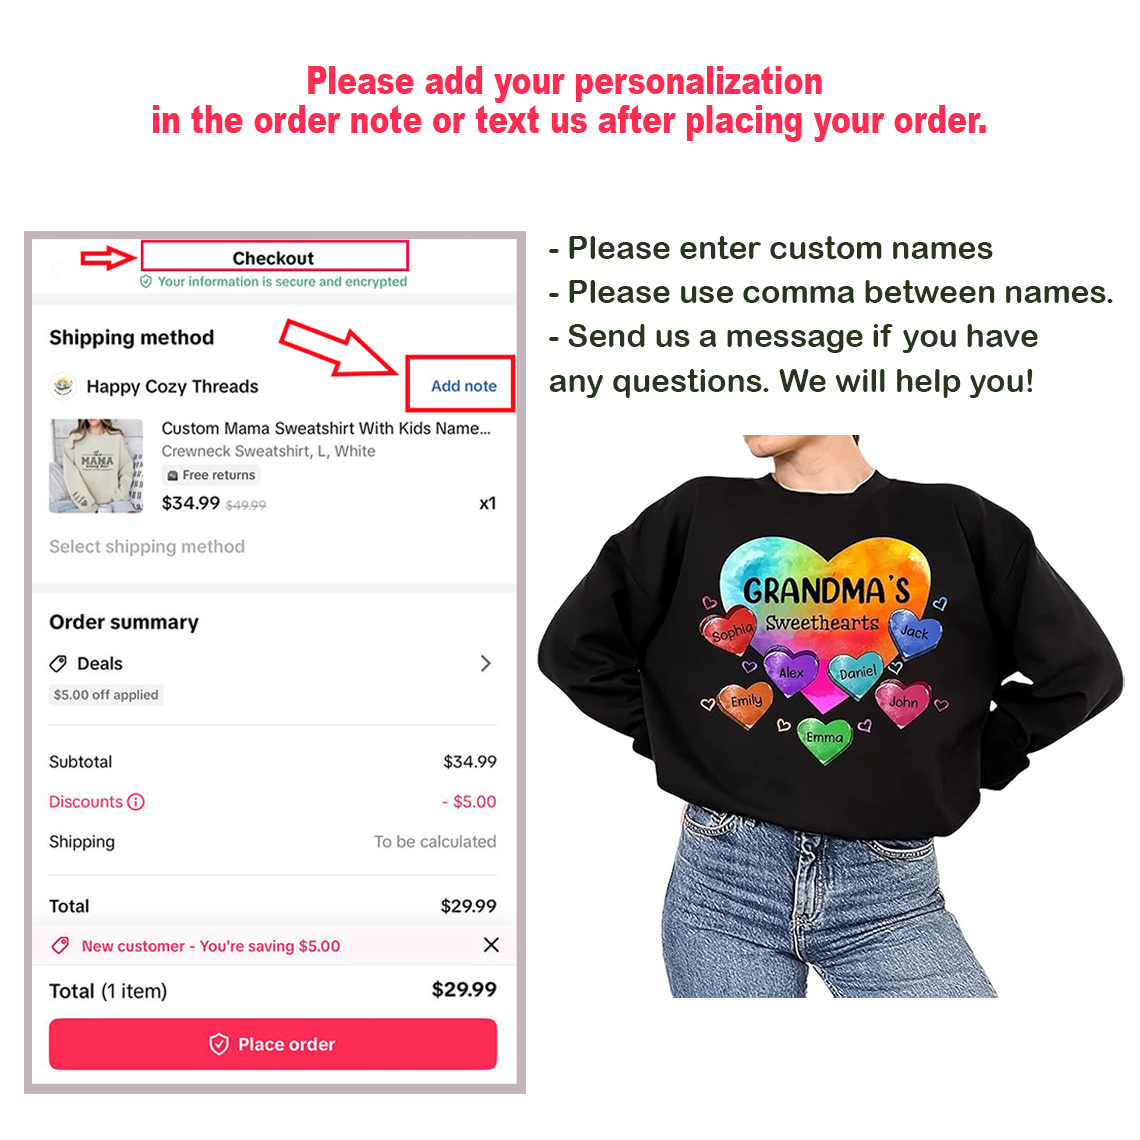 Please add your personalization
in the order note or text us after placing your order.
Checkout
Your information is secure and encrypted
Shipping method
Happy Cozy Threads
Add note
Custom Mama Sweatshirt With Kids Name...
Crewneck Sweatshirt, L, White
Free returns
$34.99 $49.99
x1
Select shipping method
Order summary
Deals
$5.00 off applied
Subtotal
$34.99
Discounts
- $5.00
Shipping
To be calculated
Total
$29.99
New customer - You're saving $5.00
Total (1 item)
$29.99
Place order
- Please enter custom names
- Please use comma between names.
- Send us a message if you have
any questions. We will help you!
GRANDMA'S
Sweethearts
Sophia
Jack
Alex
Daniel
Emily
John
Emma
MAMA